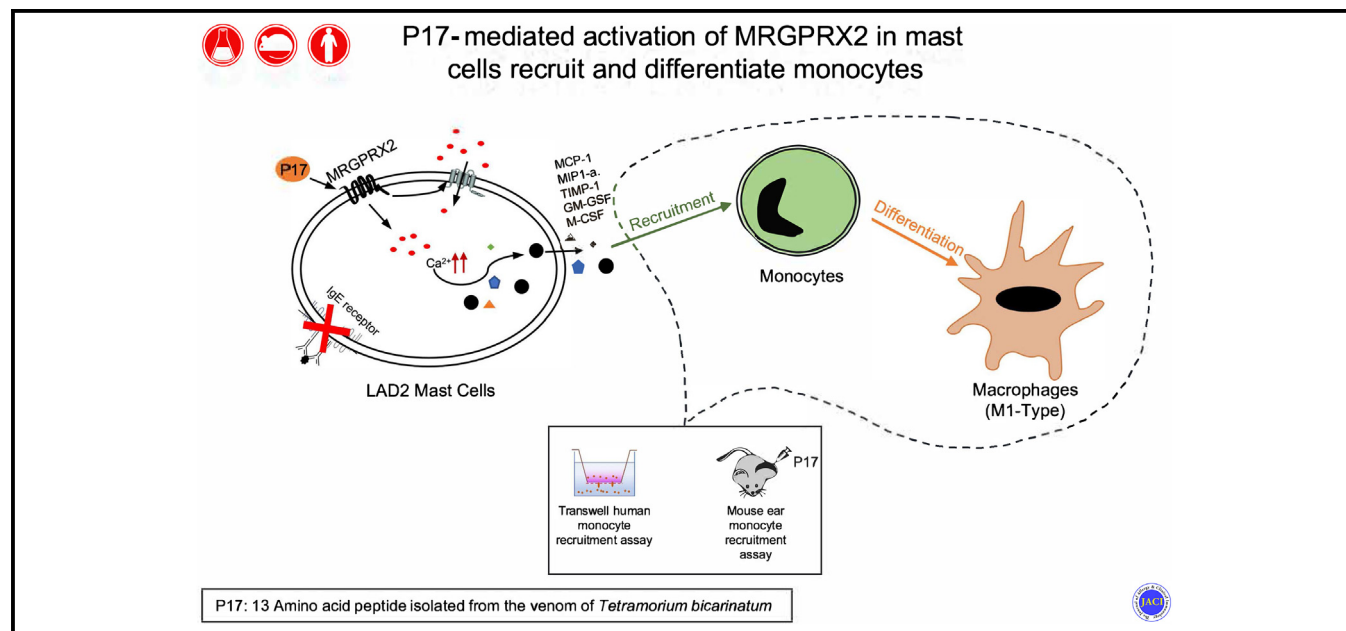 P17- mediated activation of MRGPRX2 in mast
cells recruit and differentiate monocytes
P17
MRGPRX2
MCP-1
MIP1-a.
TIMP-1
GM-GSF
M-CSF
Ca²⁺
IgE receptor
LAD2 Mast Cells
Recruitment
Monocytes
Differentiation
Macrophages
(M1-Type)
P17
Transwell human
monocyte
recruitment assay
Mouse ear
monocyte
recruitment
assay
P17: 13 Amino acid peptide isolated from the venom of Tetramorium bicarinatum
JACI